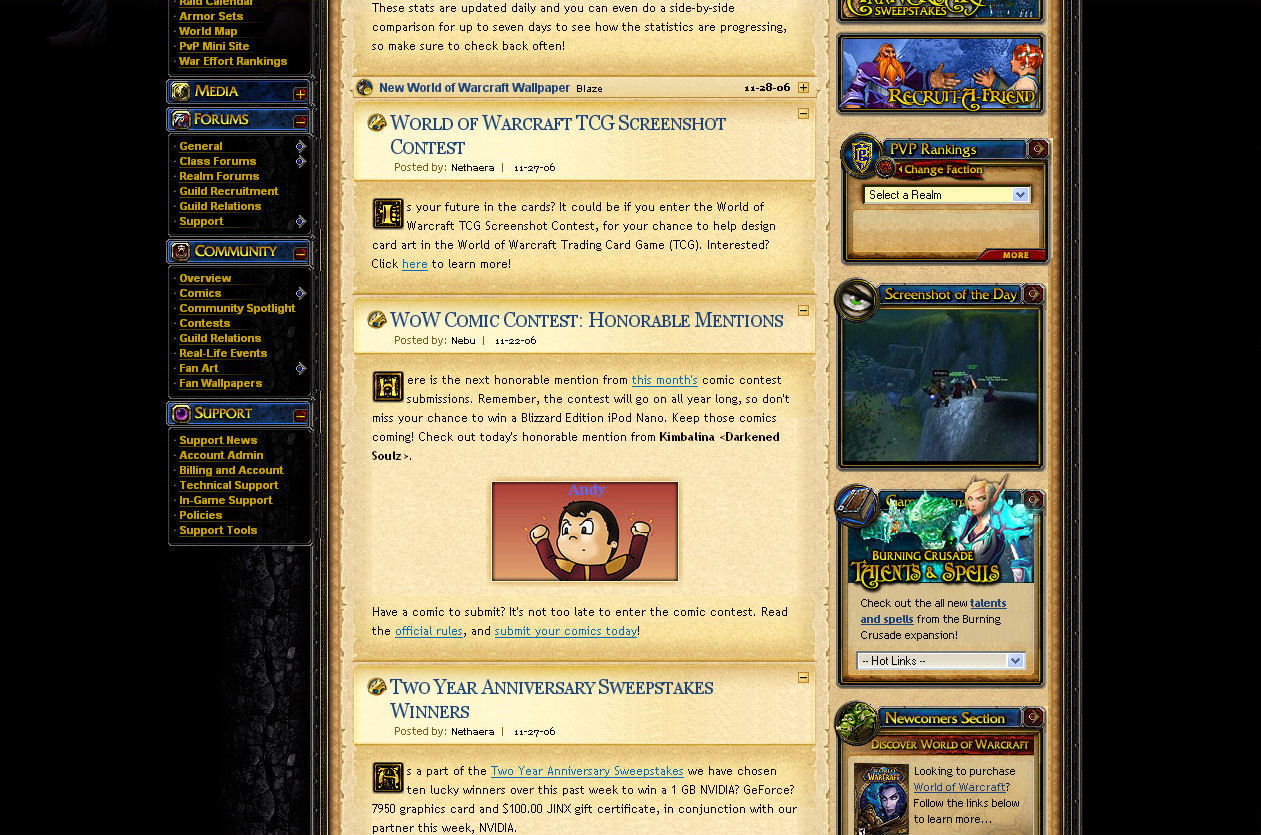 Raid Calendar
Armor Sets
World Map
PvP Mini Site
War Effort Rankings
MEDIA
FORUMS
General
Class Forums
Realm Forums
Guild Recruitment
Guild Relations
Support
COMMUNITY
Overview
Comics
Community Spotlight
Contests
Guild Relations
Real-Life Events
Fan Art
Fan Wallpapers
SUPPORT
Support News
Account Admin
Billing and Account
Technical Support
In-Game Support
Policies
Support Tools
These stats are updated daily and you can even do a side-by-side
comparison for up to seven days to see how the statistics are progressing,
so make sure to check back often!
New World of Warcraft Wallpaper Blaze 11-28-06
WORLD OF WARCRAFT TCG SCREENSHOT
CONTEST
Posted by: Nethaera | 11-27-06
Is your future in the cards? It could be if you enter the World of
Warcraft TCG Screenshot Contest, for your chance to help design
card art in the World of Warcraft Trading Card Game (TCG). Interested?
Click here to learn more!
WOW COMIC CONTEST: HONORABLE MENTIONS
Posted by: Nebu | 11-22-06
Here is the next honorable mention from this month's comic contest
submissions. Remember, the contest will go on all year long, so don't
miss your chance to win a Blizzard Edition iPod Nano. Keep those comics
coming! Check out today's honorable mention from Kimbalina <Darkened
Soulz>.
Andy
Have a comic to submit? It's not too late to enter the comic contest. Read
the official rules, and submit your comics today!
TWO YEAR ANNIVERSARY SWEEPSTAKES
WINNERS
Posted by: Nethaera | 11-27-06
As a part of the Two Year Anniversary Sweepstakes we have chosen
ten lucky winners over this past week to win a 1 GB NVIDIA? GeForce?
7950 graphics card and $100.00 JINX gift certificate, in conjunction with our
partner this week, NVIDIA.
SWEEPSTAKES
RECRUIT-A-FRIEND
PVP Rankings
Change Faction
Select a Realm
MORE
Screenshot of the Day
BURNING CRUSADE
TALENTS & SPELLS
Check out the all new talents
and spells from the Burning
Crusade expansion!
-- Hot Links --
Newcomers Section
DISCOVER WORLD OF WARCRAFT
WORLD OF WARCRAFT
Looking to purchase
World of Warcraft?
Follow the links below
to learn more...